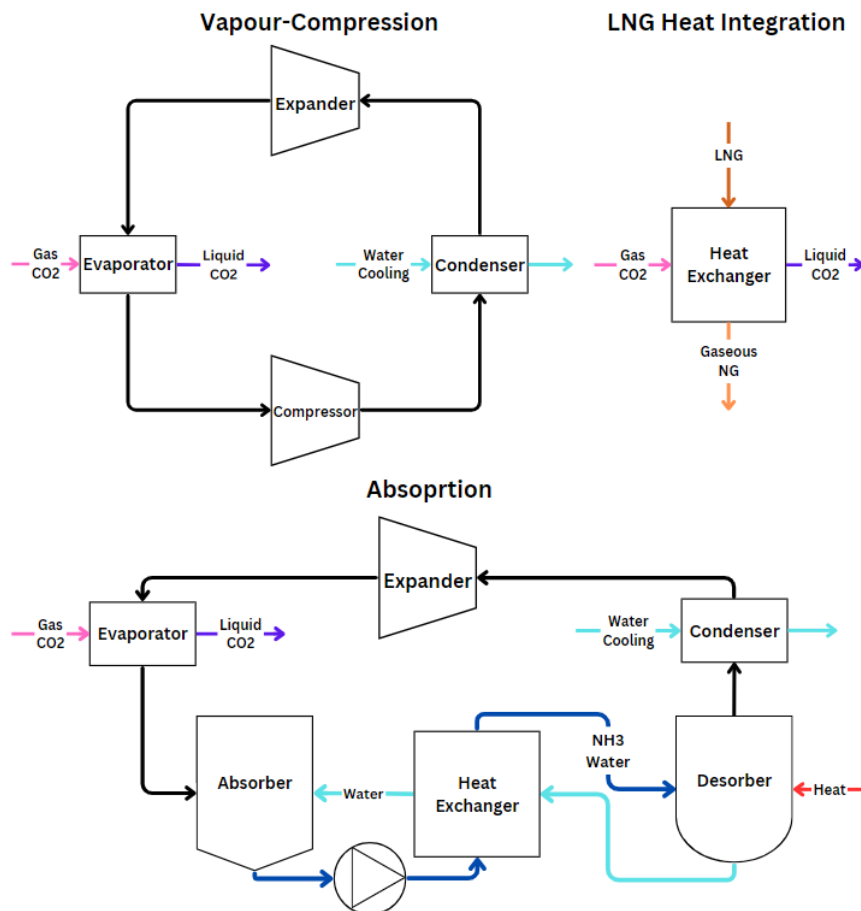 Vapour-Compression
LNG Heat Integration
Expander
LNG
Gas
CO2
Evaporator
Liquid
CO2
Water
Cooling
Condenser
Gas
CO2
Heat
Exchanger
Liquid
CO2
Gaseous
NG
Compressor
Absoprtion
Expander
Gas
CO2
Evaporator
Liquid
CO2
Water
Cooling
Condenser
NH3
Water
Absorber
Water
Heat
Exchanger
Desorber
Heat